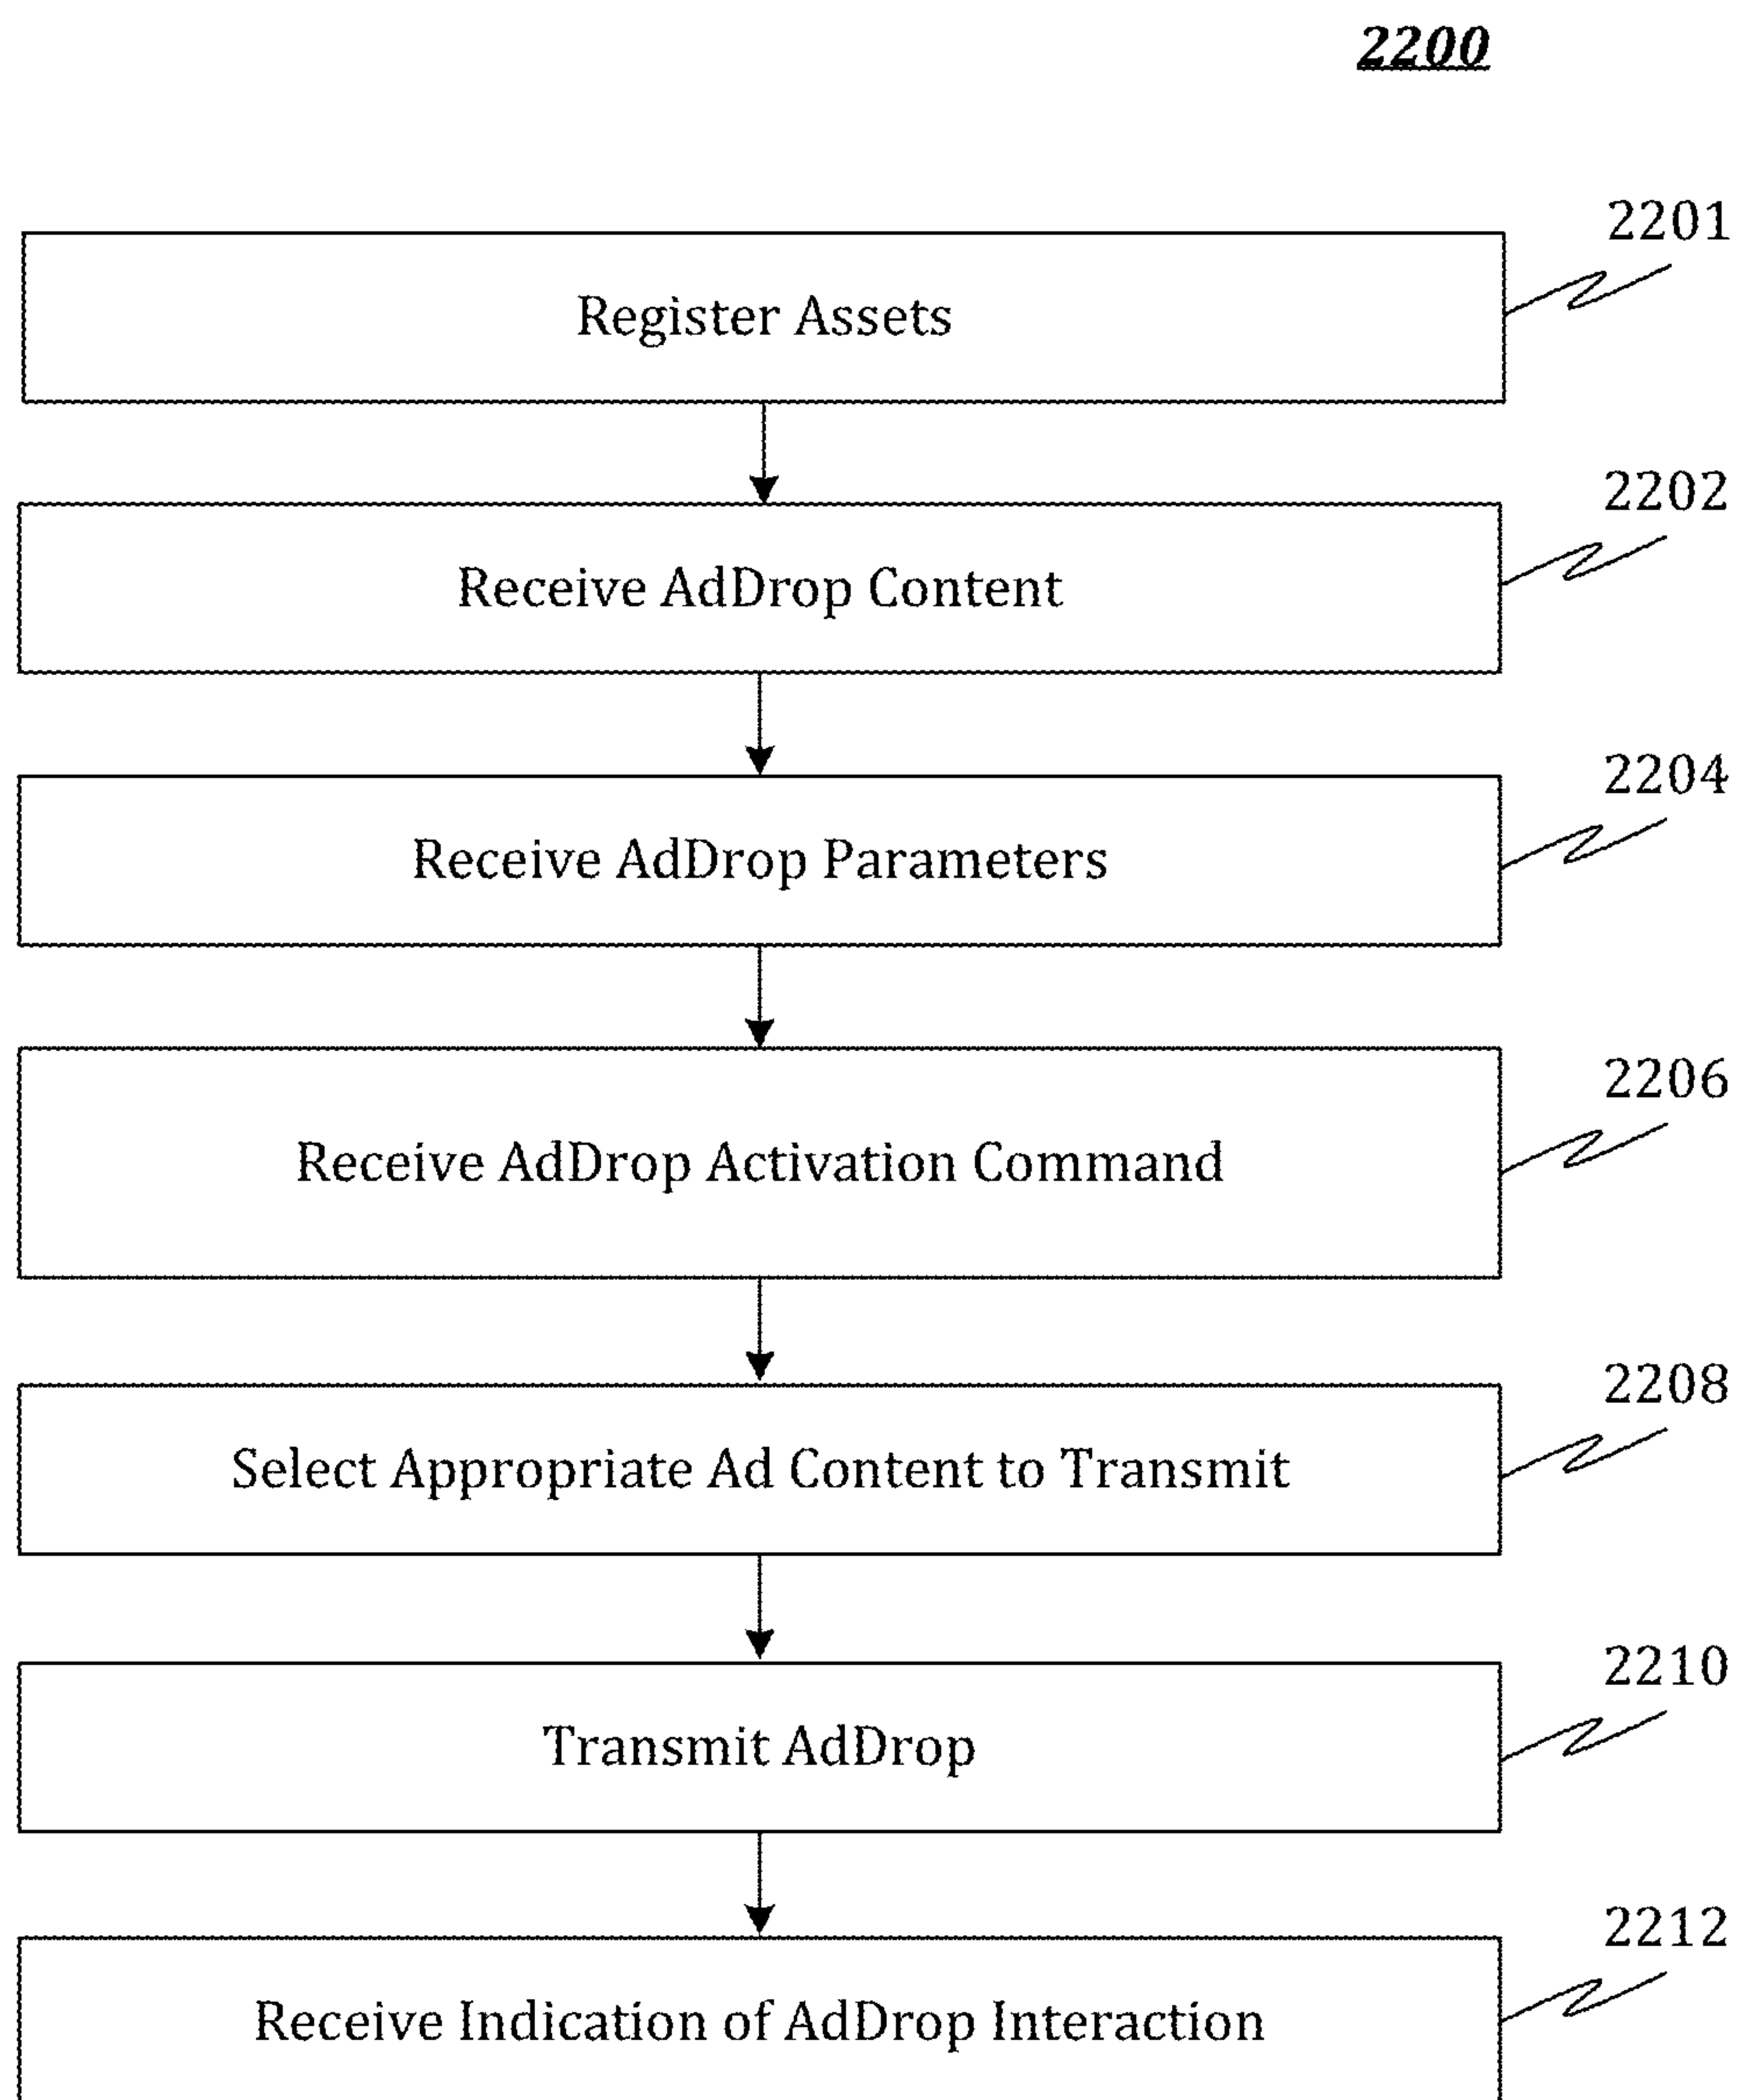 2200
2201
Register Assets
2202
Receive AdDrop Content
2204
Receive AdDrop Parameters
2206
Receive AdDrop Activation Command
2208
Select Appropriate Ad Content to Transmit
2210
Transmit AdDrop
2212
Receive Indication of AdDrop Interaction